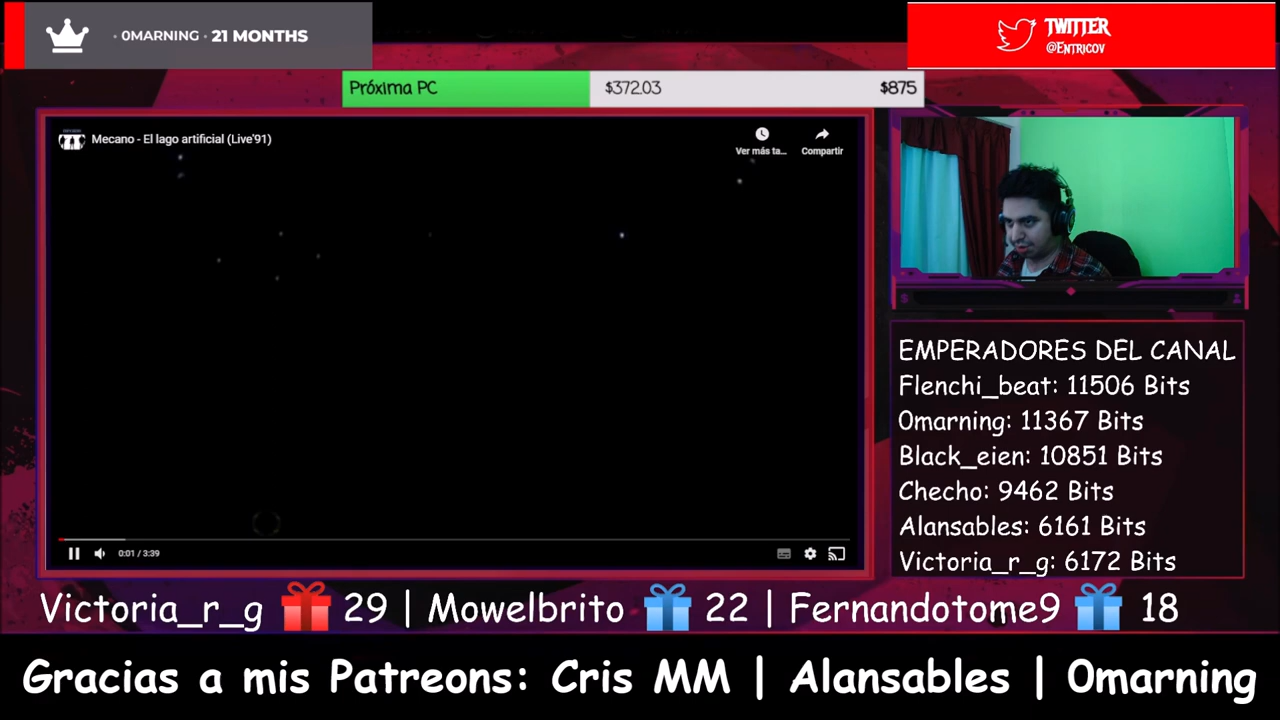 · 0MARNING · 21 MONTHS
TWITTER
@ENTRICOV
Próxima PC $372.03 $875
Mecano - El lago artificial (Live'91)
Ver más ta... Compartir
0:01 / 3:39
EMPERADORES DEL CANAL
Flenchi_beat: 11506 Bits
0marning: 11367 Bits
Black_eien: 10851 Bits
Checho: 9462 Bits
Alansables: 6161 Bits
Victoria_r_g: 6172 Bits
Victoria_r_g 29 | Mowelbrito 22 | Fernandotome9 18
Gracias a mis Patreons: Cris MM | Alansables | 0marning